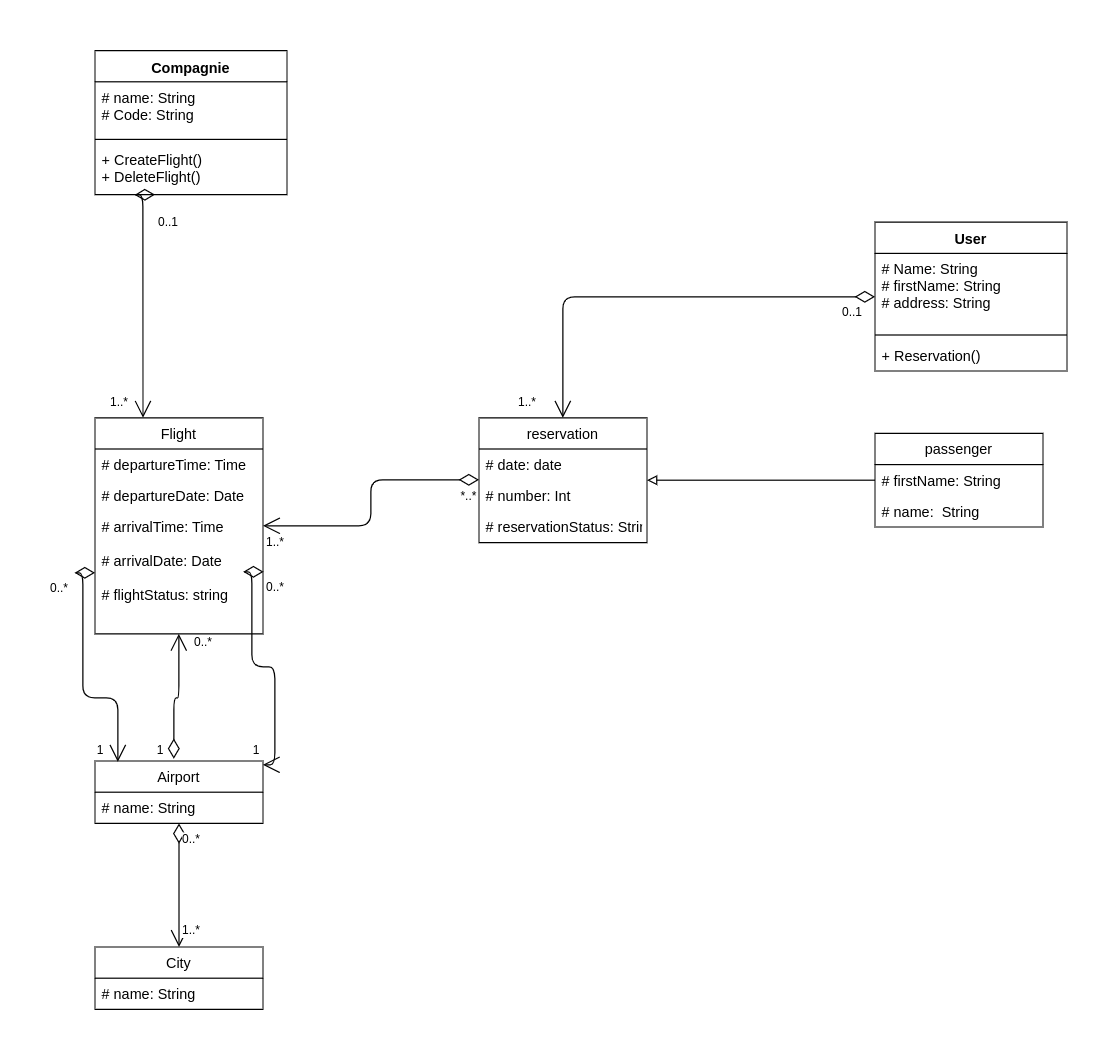 Compagnie
# name: String
# Code: String
+ CreateFlight()
+ DeleteFlight()
0..1
User
# Name: String
# firstName: String
# address: String
+ Reservation()
0..1
1..*
1..*
Flight
# departureTime: Time
# departureDate: Date
# arrivalTime: Time
# arrivalDate: Date
# flightStatus: string
reservation
# date: date
# number: Int
# reservationStatus: Strir
passenger
# firstName: String
# name:  String
*..*
1..*
0..*
0..*
0..*
1
1
1
Airport
# name: String
0..*
1..*
City
# name: String